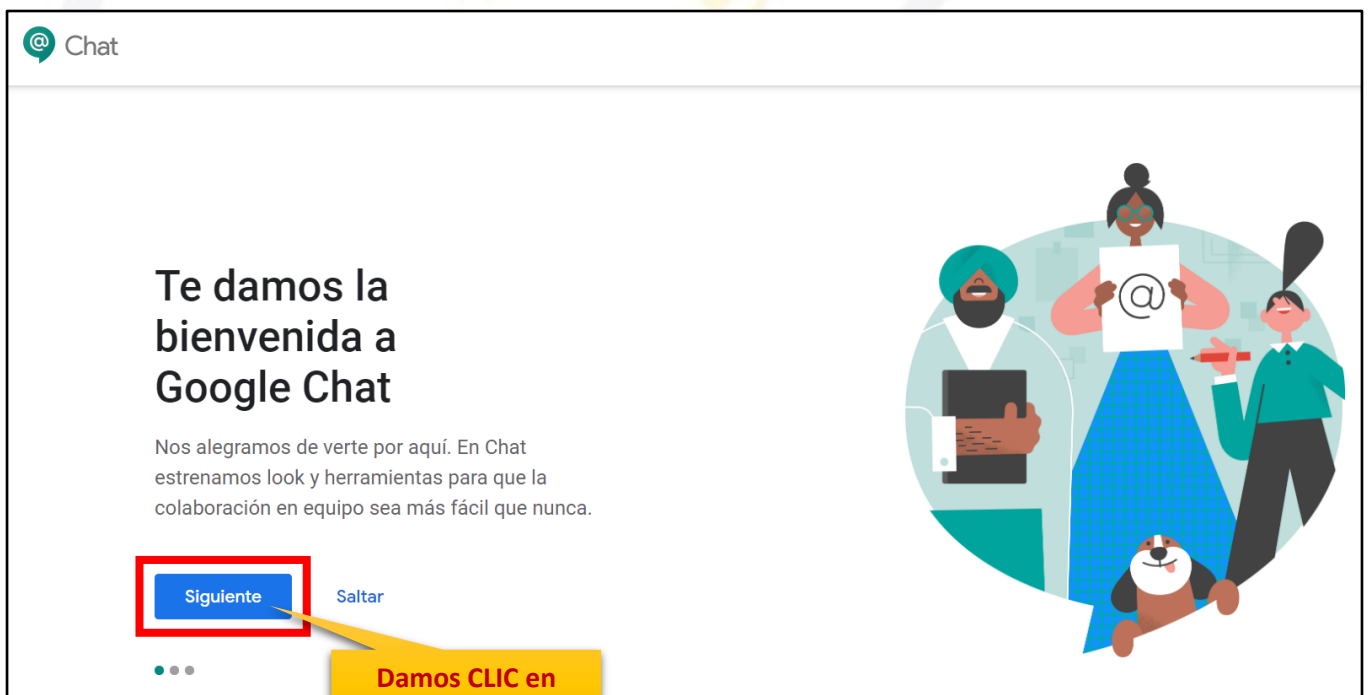 @ Chat
Te damos la
bienvenida a
Google Chat
Nos alegramos de verte por aquí. En Chat
estrenamos look y herramientas para que la
colaboración en equipo sea más fácil que nunca.
Siguiente Saltar
Damos CLIC en
@